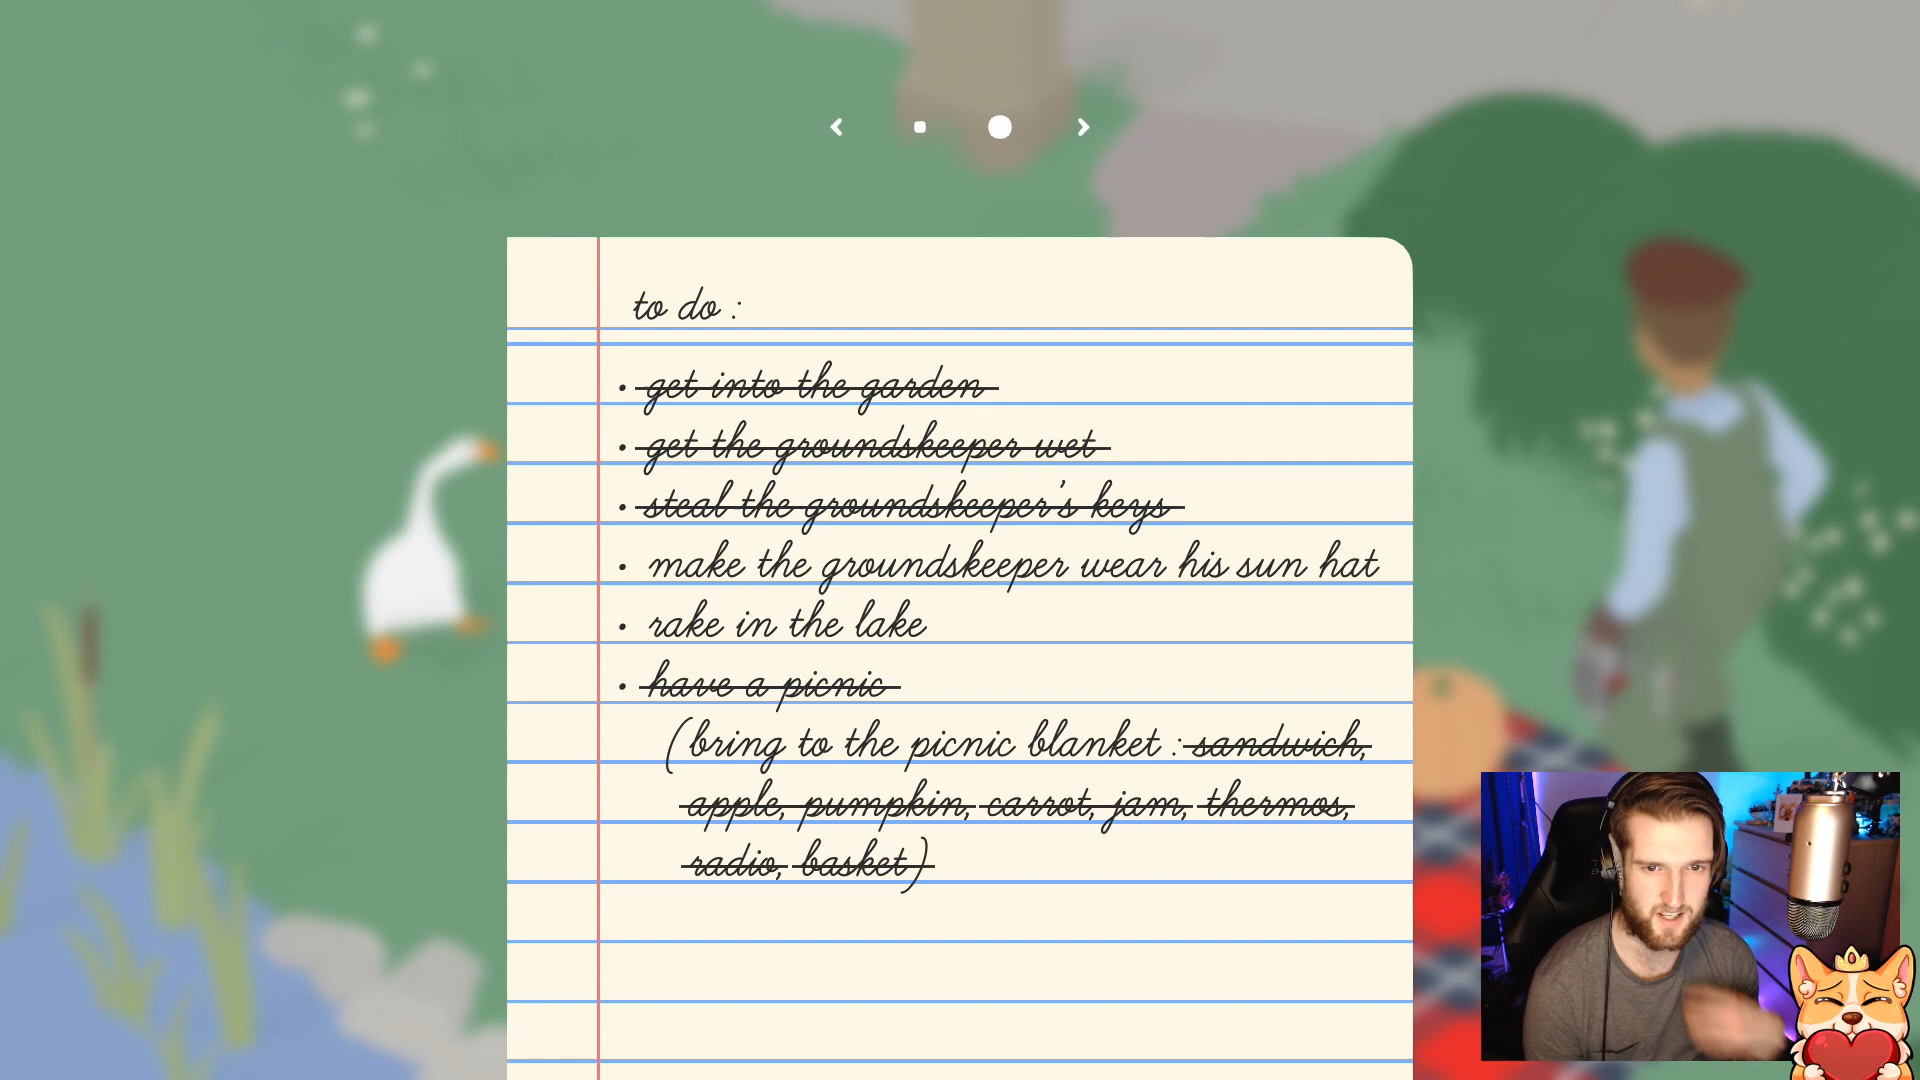 to do :
• get into the garden
• get the groundskeeper wet
• steal the groundskeeper's keys
• make the groundskeeper wear his sun hat
• rake in the lake
• have a picnic
(bring to the picnic blanket : sandwich,
apple, pumpkin, carrot, jam, thermos,
radio, basket)